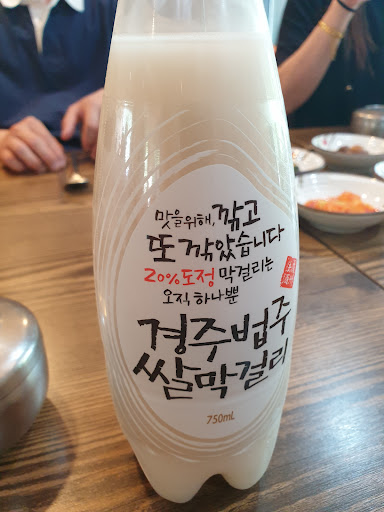 맛을위해, 깎고
또 깎았습니다
20%도정 막걸리는
오직 하나뿐
경주법주
쌀막걸리
750mL